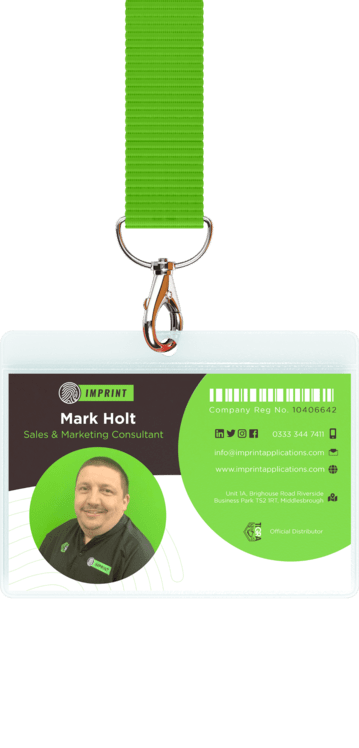 IMPRINT
Mark Holt
Sales & Marketing Consultant
IMPRINT
Company Reg No. 10406642
0333 344 7411
info@imprintapplications.com
www.imprintapplications.com
Unit 1A, Brighouse Road Riverside
Business Park TS2 1RT, Middlesbrough
Official Distributor